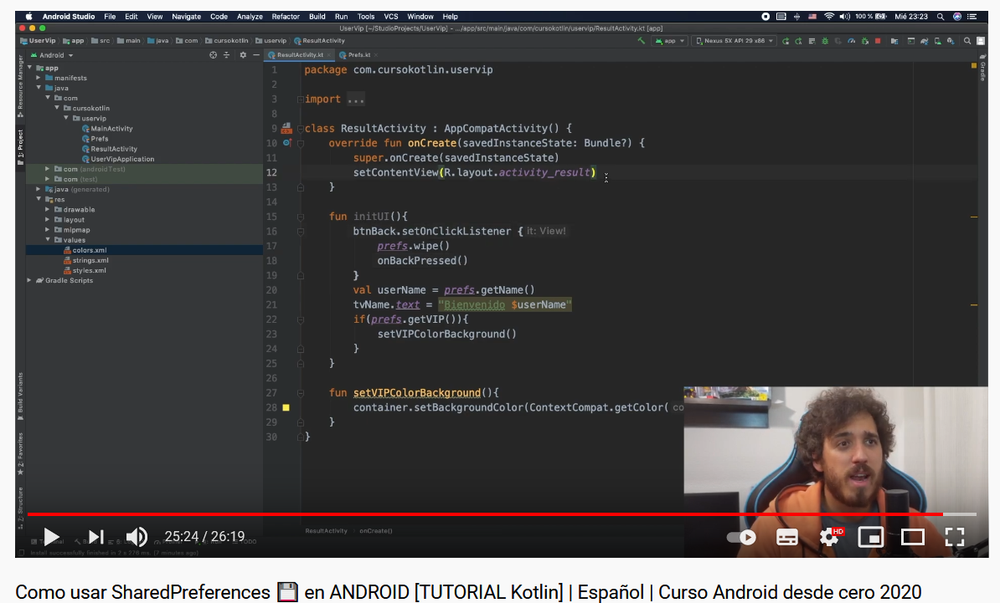 Android Studio File Edit View Navigate Code Analyze Refactor Build Run Tools VCS Window Help 100 % Mié 23:23
UserVip [~/StudioProjects/UserVip] - .../app/src/main/java/com/cursokotlin/uservip/ResultActivity.kt [app]
UserVip app src main java com cursokotlin uservip ResultActivity app Nexus 5X API 29 x86
Android
ResultActivity.kt Prefs.kt
Resource Manager
1: Project
Build Variants
2: Favorites
Z: Structure
Gradle
app
manifests
java
com
cursokotlin
uservip
MainActivity
Prefs
ResultActivity
UserVipApplication
com (androidTest)
com (test)
java (generated)
res
drawable
layout
mipmap
values
colors.xml
strings.xml
styles.xml
Gradle Scripts
1 package com.cursokotlin.uservip
2
3 import ...
8
9 class ResultActivity : AppCompatActivity() {
10 override fun onCreate(savedInstanceState: Bundle?) {
11 super.onCreate(savedInstanceState)
12 setContentView(R.layout.activity_result)
13 }
14
15 fun initUI(){
16 btnBack.setOnClickListener { it: View!
17 prefs.wipe()
18 onBackPressed()
19 }
20 val userName = prefs.getName()
21 tvName.text = "Bienvenido $userName"
22 if(prefs.getVIP()){
23 setVIPColorBackground()
24 }
25 }
26
27 fun setVIPColorBackground(){
28 container.setBackgroundColor(ContextCompat.getColor( co
29 }
30 }
ResultActivity onCreate()
25:24 / 26:19
HD
Install successfully finished in 2 s 276 ms. (7 minutes ago)
Como usar SharedPreferences 💾 en ANDROID [TUTORIAL Kotlin] | Español | Curso Android desde cero 2020